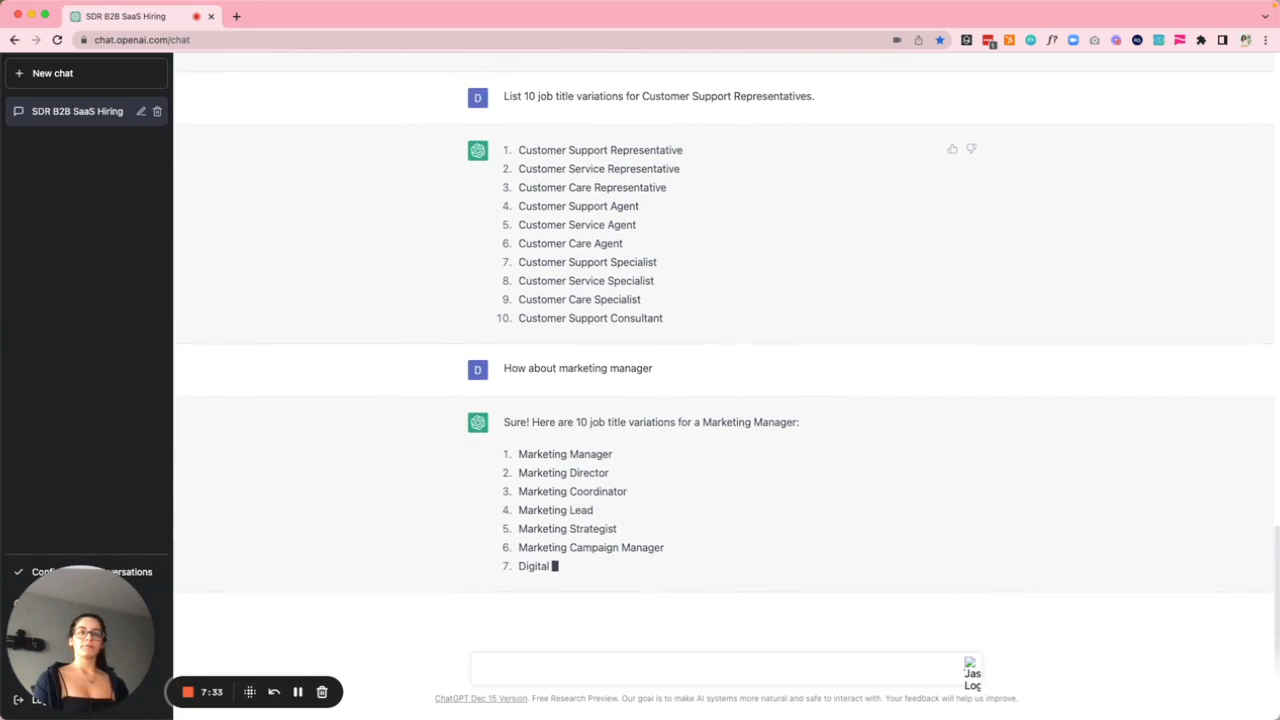 SDR B2B SaaS Hiring
chat.openai.com/chat
1
New chat
SDR B2B SaaS Hiring
D
List 10 job title variations for Customer Support Representatives.
1. Customer Support Representative
2. Customer Service Representative
3. Customer Care Representative
4. Customer Support Agent
5. Customer Service Agent
6. Customer Care Agent
7. Customer Support Specialist
8. Customer Service Specialist
9. Customer Care Specialist
10. Customer Support Consultant
D
How about marketing manager
Sure! Here are 10 job title variations for a Marketing Manager:
1. Marketing Manager
2. Marketing Director
3. Marketing Coordinator
4. Marketing Lead
5. Marketing Strategist
6. Marketing Campaign Manager
7. Digital
7:33
Jas
Log
ChatGPT Dec 15 Version. Free Research Preview. Our goal is to make AI systems more natural and safe to interact with. Your feedback will help us improve.